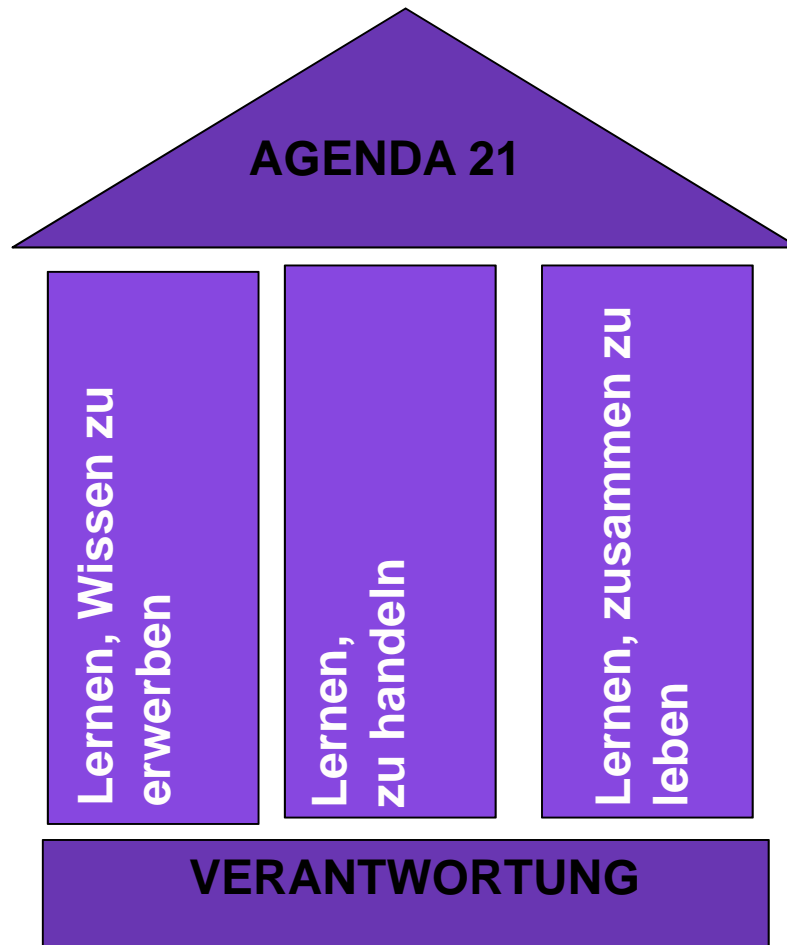 AGENDA 21
Lernen, Wissen zu
erwerben
Lernen,
zu handeln
Lernen, zusammen zu
leben
VERANTWORTUNG